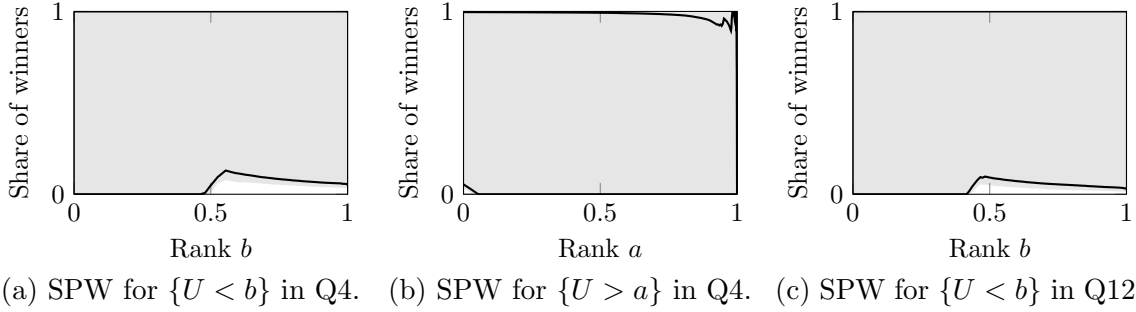 1
0
0
0.5
1
Share of winners
Rank b
(a) SPW for {U < b} in Q4.
1
0
0
0.5
1
Share of winners
Rank a
(b) SPW for {U > a} in Q4.
1
0
0
0.5
1
Share of winners
Rank b
(c) SPW for {U < b} in Q12